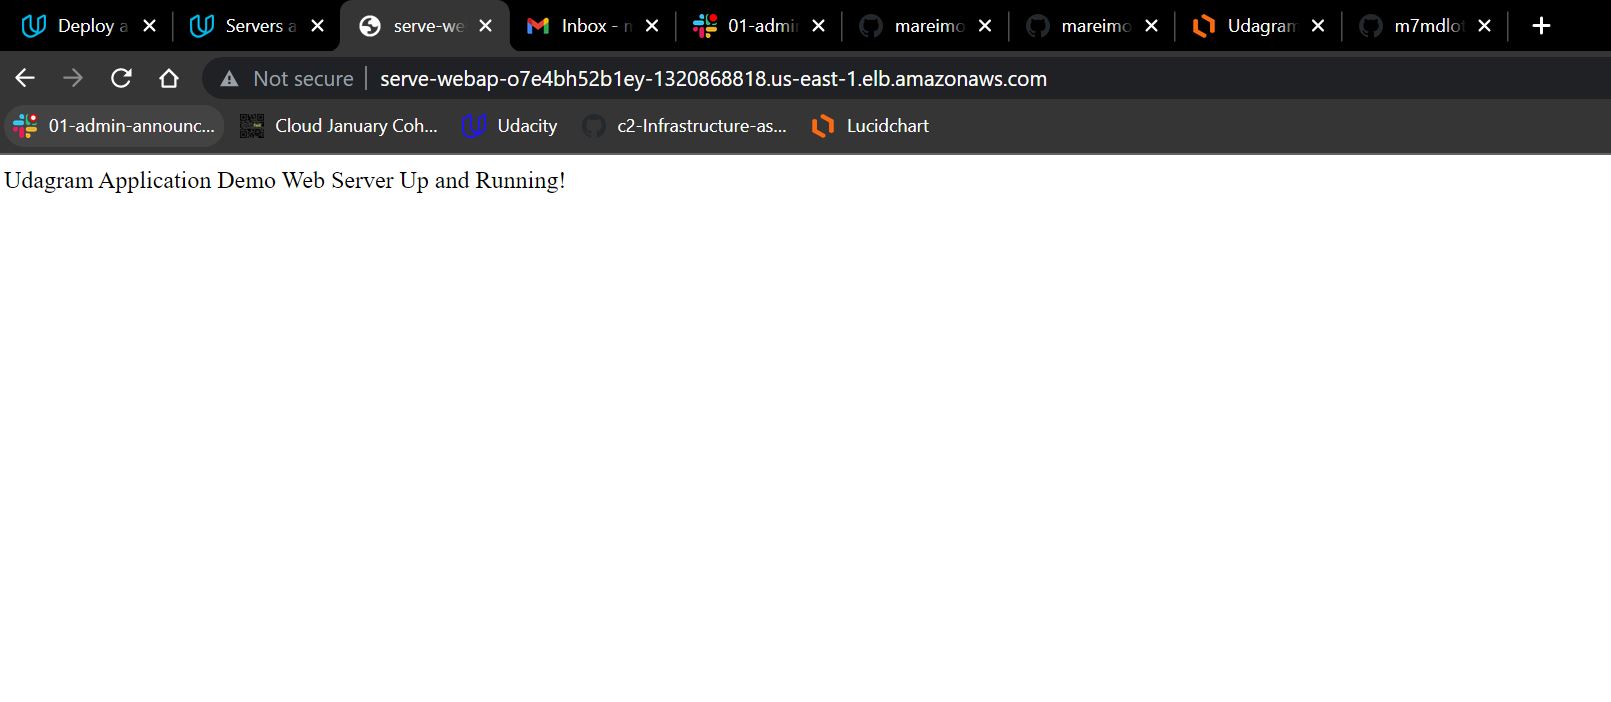 Deploy a
Servers a
serve-we
Inbox - n
01-admi
mareimo
mareimo
Udagram
m7mdlot
Not secure | serve-webap-o7e4bh52b1ey-1320868818.us-east-1.elb.amazonaws.com
01-admin-announc... Cloud January Coh... Udacity c2-Infrastructure-as... Lucidchart
Udagram Application Demo Web Server Up and Running!